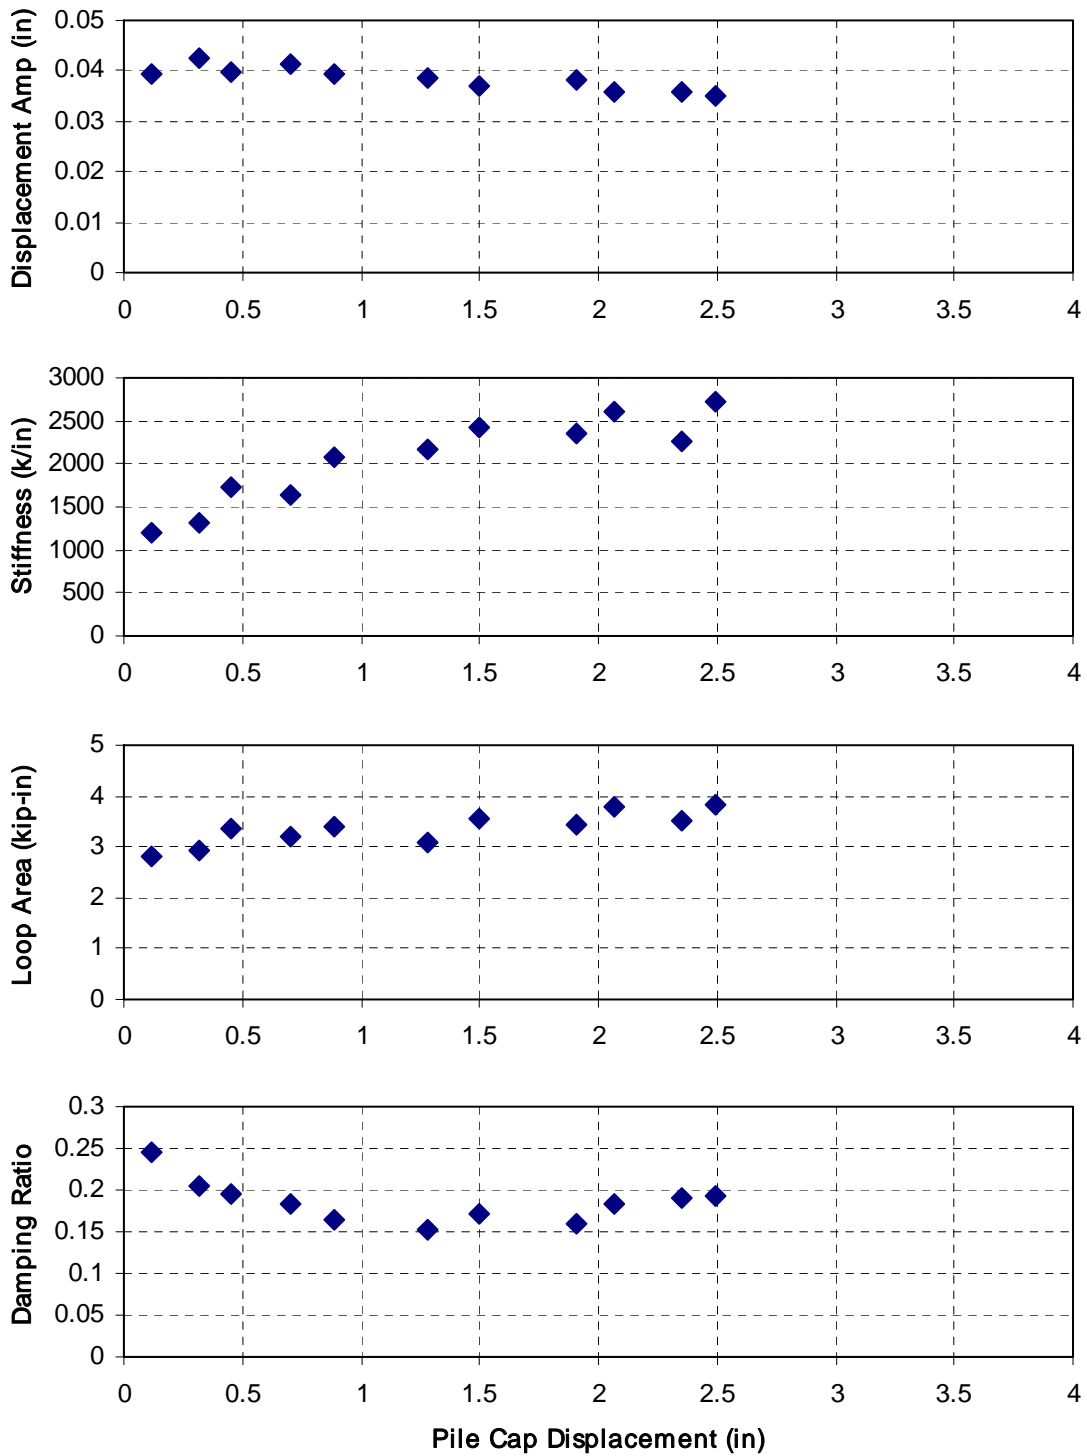 Displacement Amp (in)
0.05
0.04
0.03
0.02
0.01
0
0 0.5 1 1.5 2 2.5 3 3.5 4
Stiffness (k/in)
3000
2500
2000
1500
1000
500
0
0 0.5 1 1.5 2 2.5 3 3.5 4
Loop Area (kip-in)
5
4
3
2
1
0
0 0.5 1 1.5 2 2.5 3 3.5 4
Damping Ratio
0.3
0.25
0.2
0.15
0.1
0.05
0
0 0.5 1 1.5 2 2.5 3 3.5 4
Pile Cap Displacement (in)